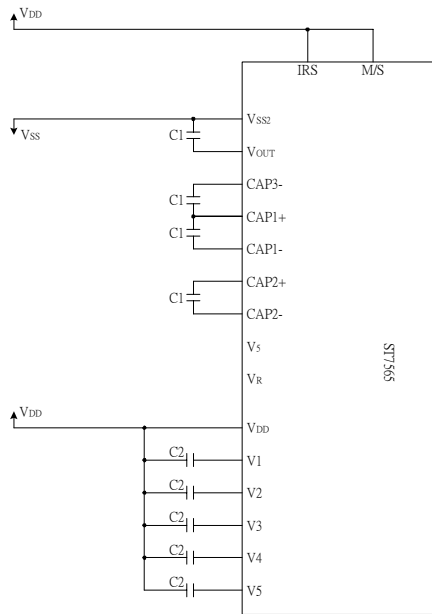 VDD
IRS M/S
VSS2
VSS
C1
VOUT
CAP3-
C1
CAP1+
C1
CAP1-
CAP2+
C1
CAP2-
V5
ST7565
VR
VDD
VDD
C2
V1
C2
V2
C2
V3
C2
V4
C2
V5